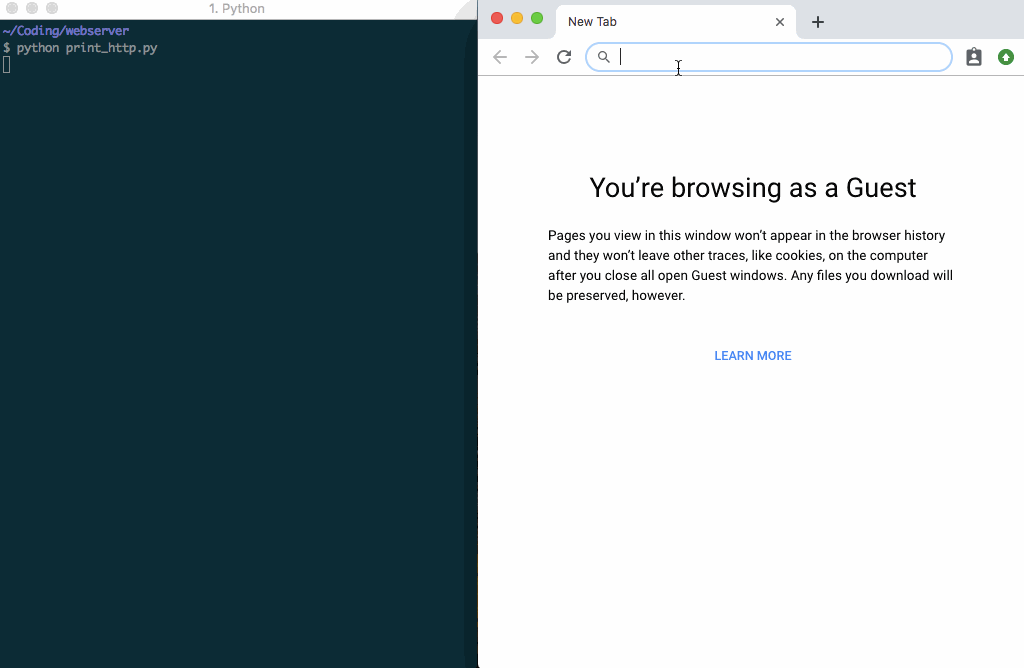 1. Python
~/Coding/webserver
$ python print_http.py
New Tab
You’re browsing as a Guest
Pages you view in this window won’t appear in the browser history
and they won’t leave other traces, like cookies, on the computer
after you close all open Guest windows. Any files you download will
be preserved, however.
LEARN MORE